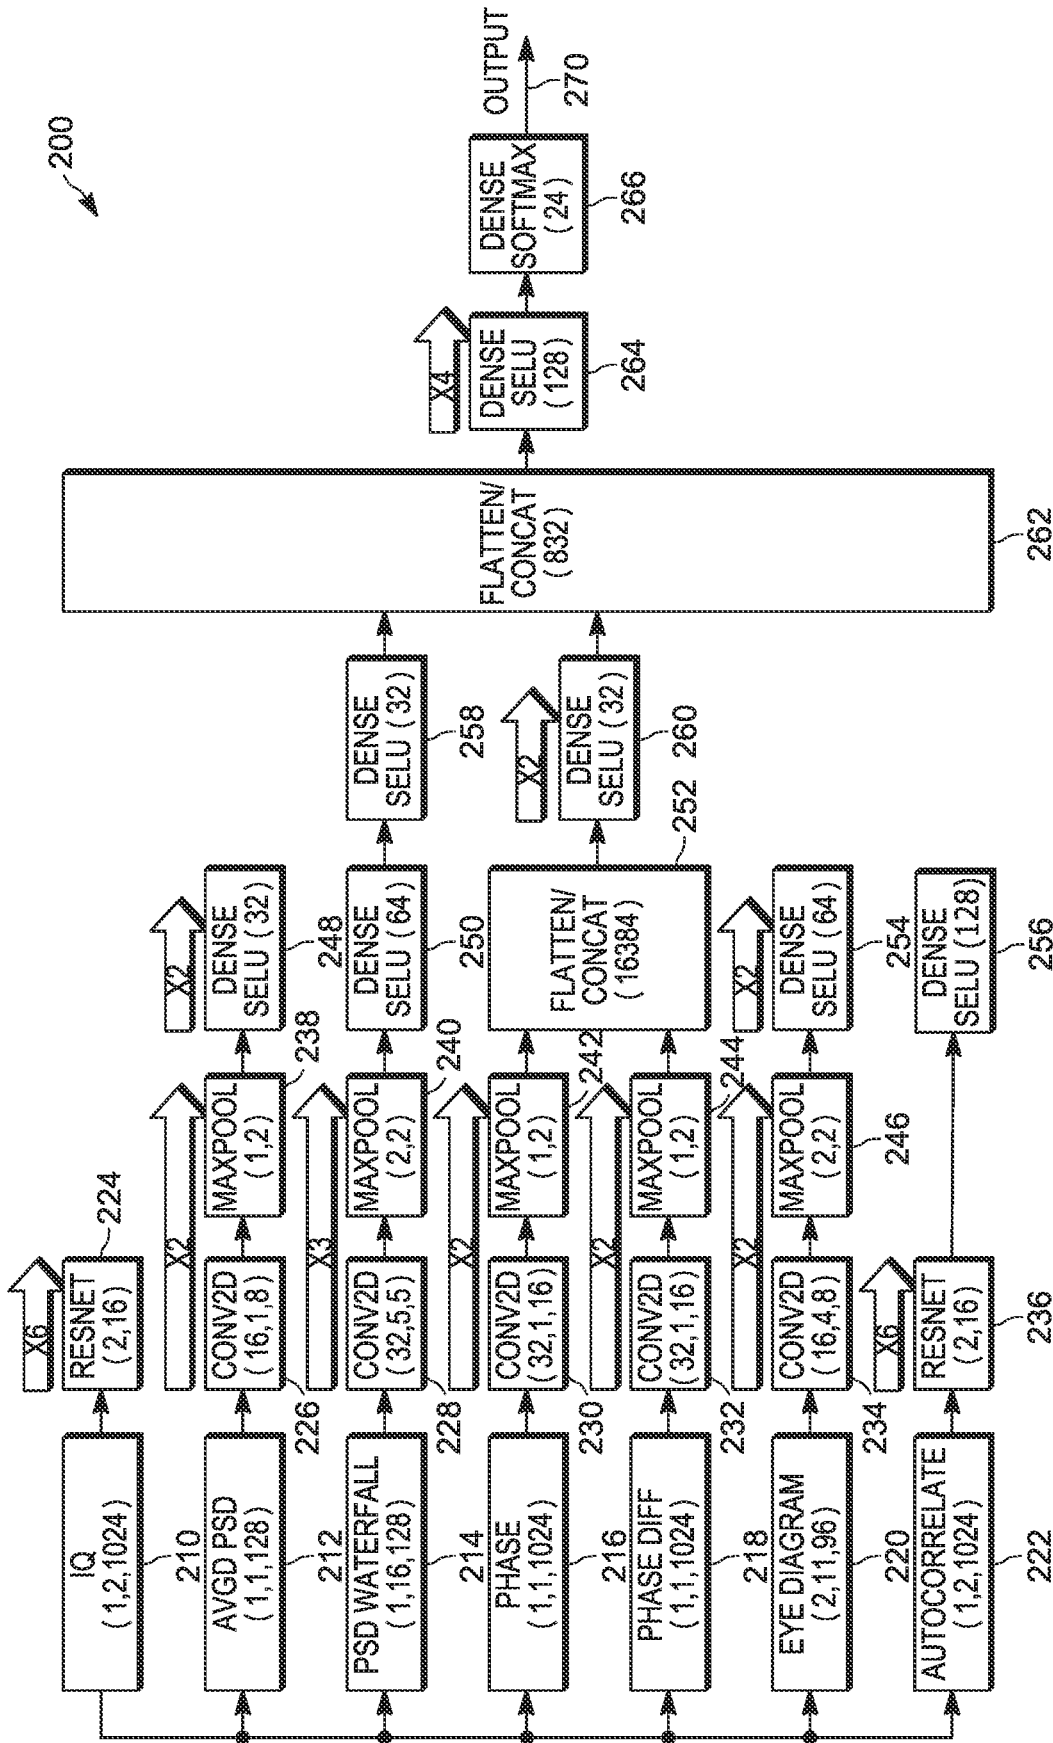 200
IQ
(1,2,1024)
210
X6
RESNET
(2,16)
224
AVGD PSD
(1,1,128)
212
X2
CONV2D
(16,1,8)
226
MAXPOOL
(1,2)
238
X2
DENSE
SELU (32)
248
PSD WATERFALL
(1,16,128)
214
X3
CONV2D
(32,5,5)
228
MAXPOOL
(2,2)
240
DENSE
SELU (64)
250
DENSE
SELU (32)
258
PHASE
(1,1,1024)
216
X2
CONV2D
(32,1,16)
230
MAXPOOL
(1,2)
242
PHASE DIFF
(1,1,1024)
218
X2
CONV2D
(32,1,16)
232
MAXPOOL
(1,2)
244
FLATTEN/
CONCAT
(16384)
252
X2
DENSE
SELU (32)
260
EYE DIAGRAM
(2,11,96)
220
X2
CONV2D
(16,4,8)
234
MAXPOOL
(2,2)
246
X2
DENSE
SELU (64)
254
AUTOCORRELATE
(1,2,1024)
222
X6
RESNET
(2,16)
236
DENSE
SELU (128)
256
FLATTEN/
CONCAT
(832)
262
X4
DENSE
SELU
(128)
264
DENSE
SOFTMAX
(24)
266
OUTPUT
270